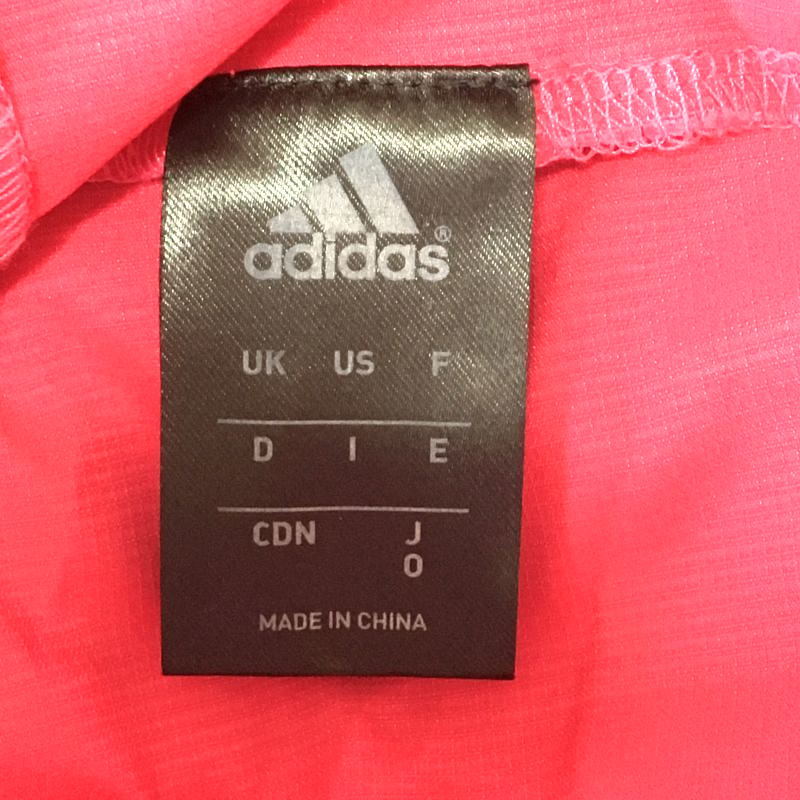 adidas®
UK US F
D I E
CDN J
O
MADE IN CHINA